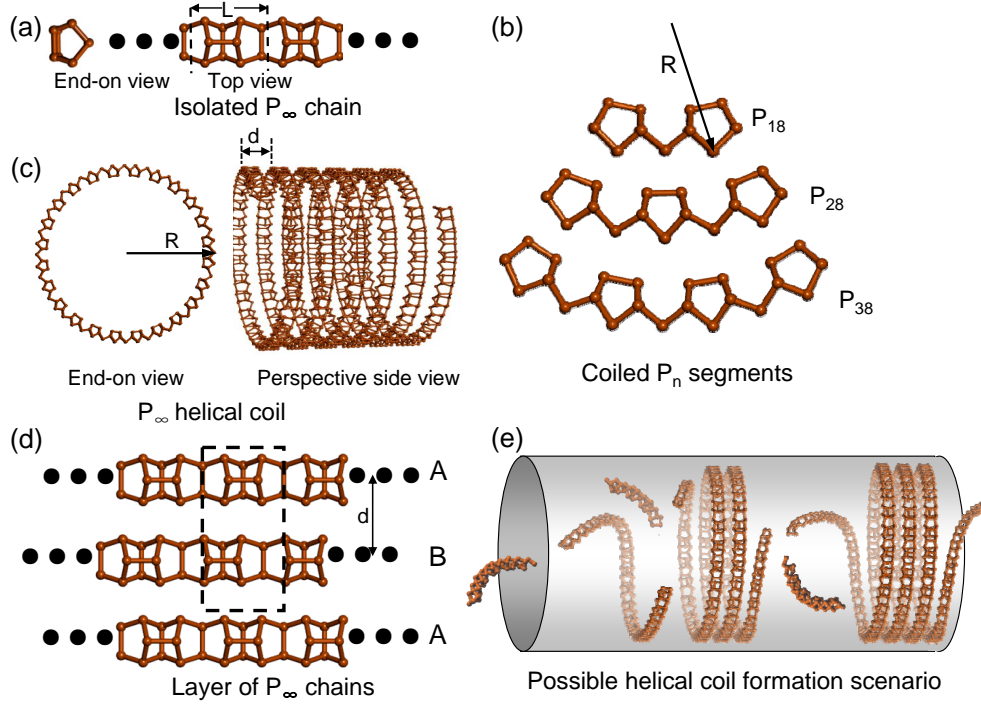 (a)
L
End-on view
Top view
Isolated P∞ chain
(b)
R
P18
P28
P38
Coiled Pn segments
(c)
d
R
End-on view
Perspective side view
P∞ helical coil
(d)
A
d
B
A
Layer of P∞ chains
(e)
Possible helical coil formation scenario